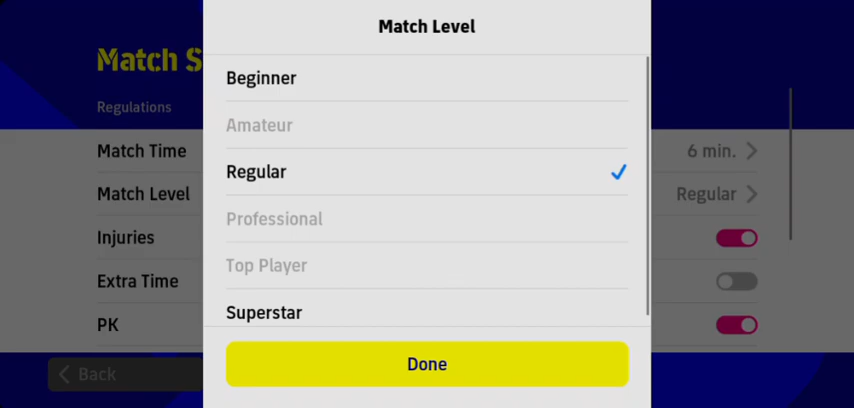 Match Level
Match S
Regulations
Beginner
Amateur
Match Time
6 min.
Regular
Match Level
Regular
Professional
Injuries
Top Player
Extra Time
Superstar
PK
Done
Back